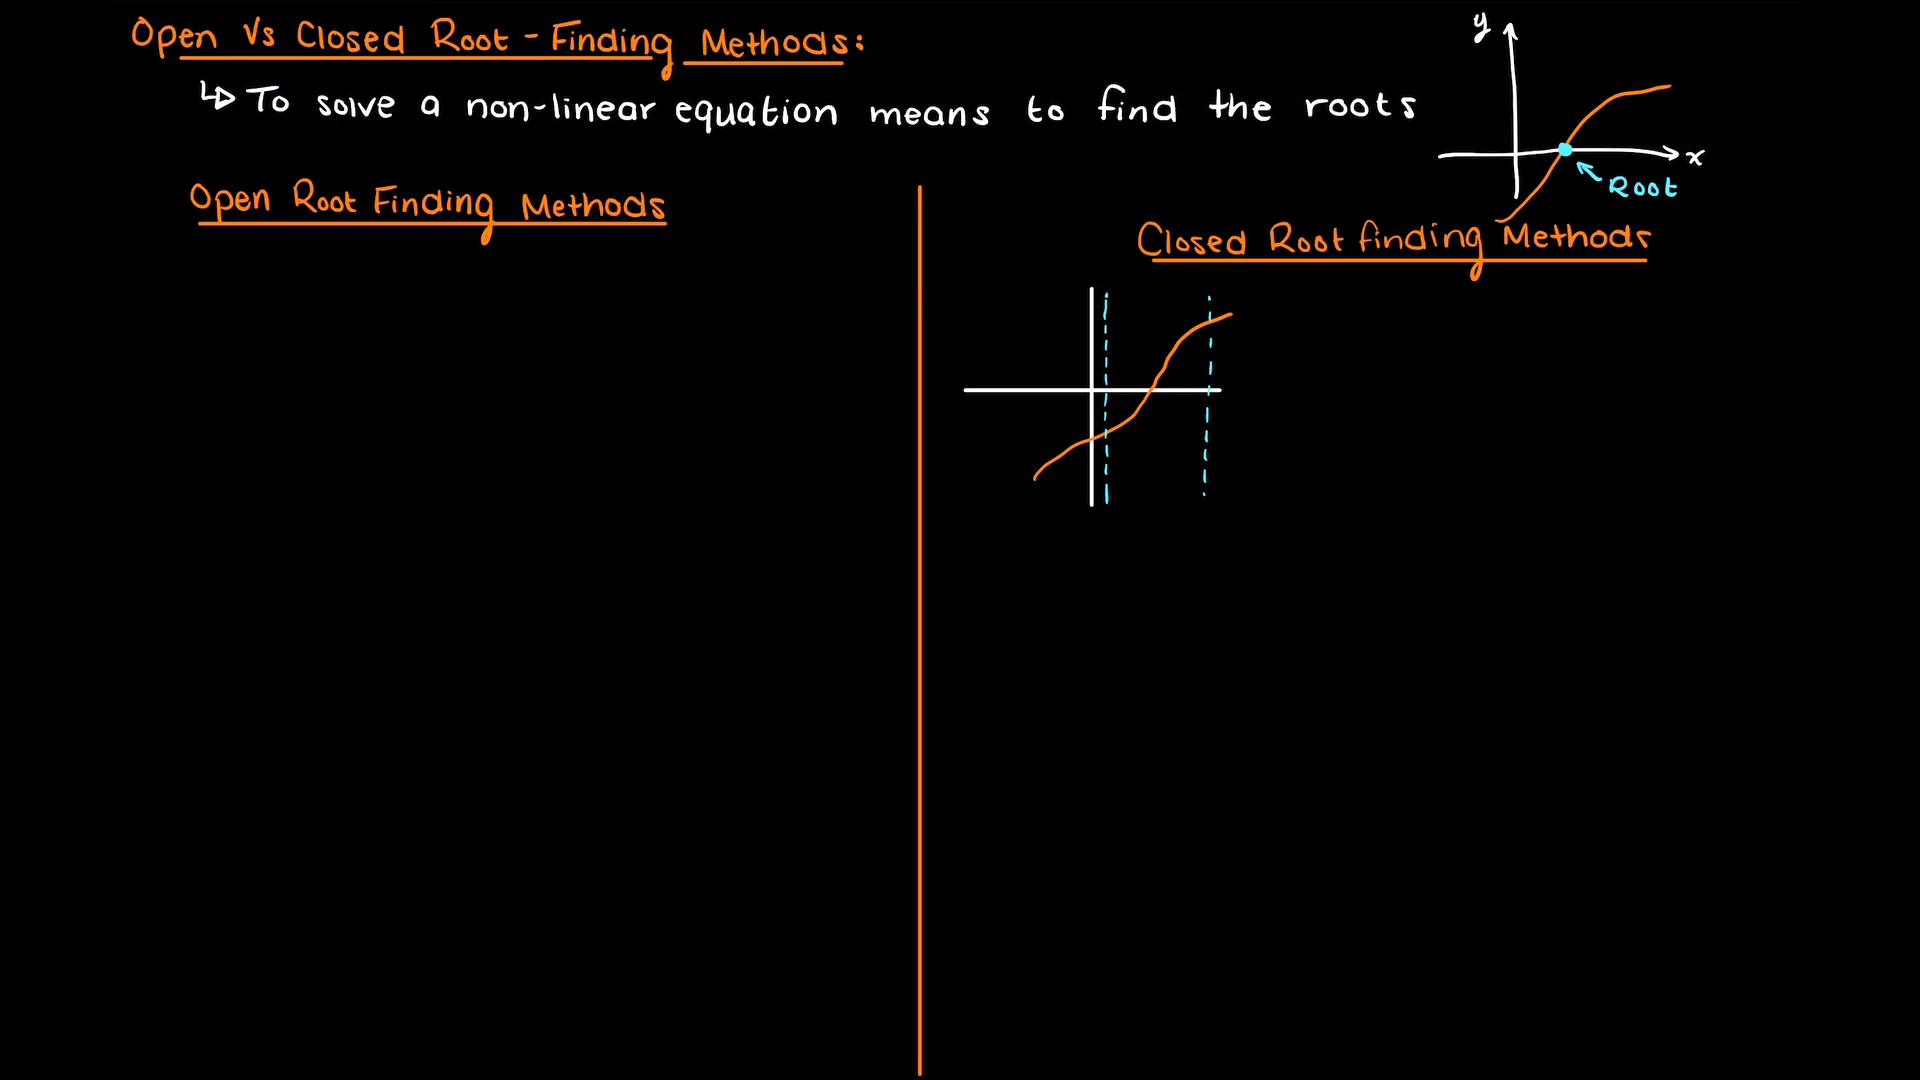 Open Vs Closed Root - Finding Methods:
↳ To solve a non-linear equation means to find the roots
y
x
Root
Open Root Finding Methods
Closed Root finding Methods